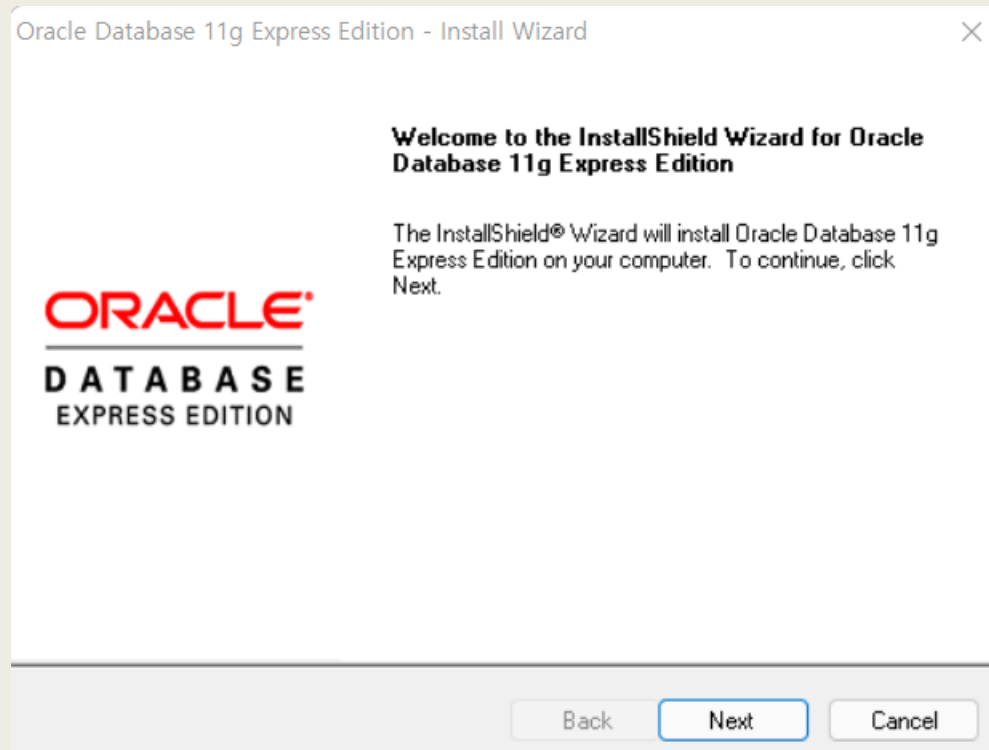 Oracle Database 11g Express Edition - Install Wizard
Welcome to the InstallShield Wizard for Oracle
Database 11g Express Edition
The InstallShield® Wizard will install Oracle Database 11g
Express Edition on your computer. To continue, click
Next.
ORACLE
DATABASE
EXPRESS EDITION
Back Next Cancel